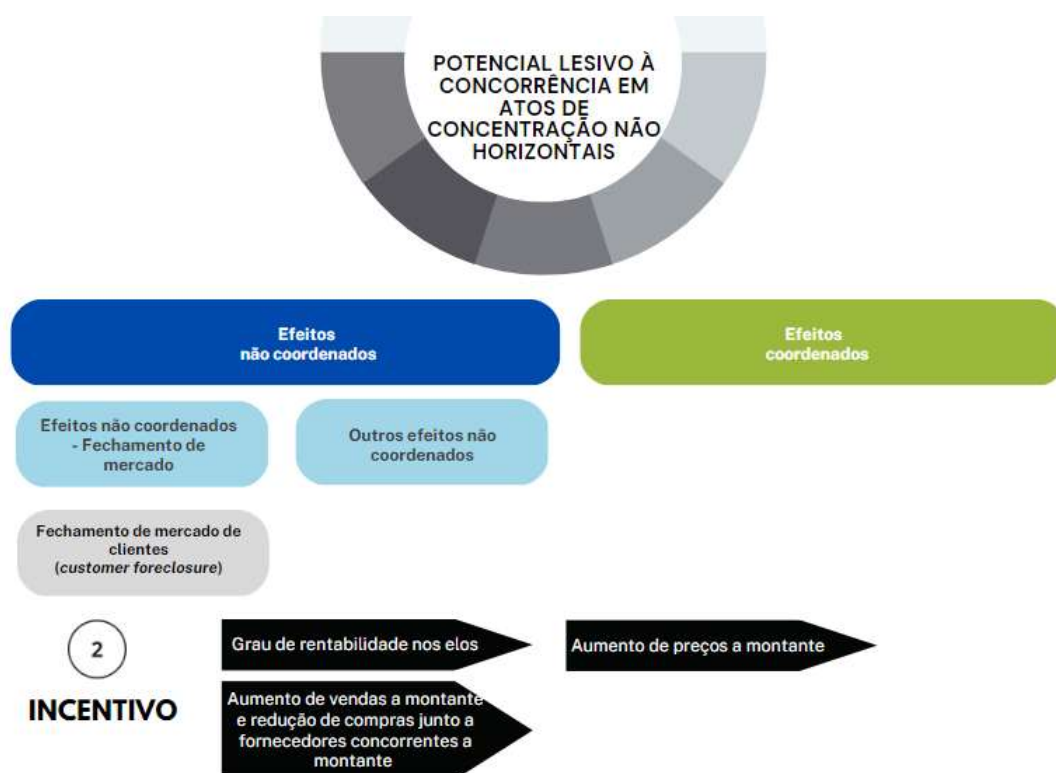 POTENCIAL LESIVO À
CONCORRÊNCIA EM
ATOS DE
CONCENTRAÇÃO NÃO
HORIZONTAIS
Efeitos
não coordenados
Efeitos
coordenados
Efeitos não coordenados
- Fechamento de
mercado
Outros efeitos não
coordenados
Fechamento de mercado de
clientes
(customer foreclosure)
2
INCENTIVO
Grau de rentabilidade nos elos
Aumento de preços a montante
Aumento de vendas a montante
e redução de compras junto a
fornecedores concorrentes a
montante